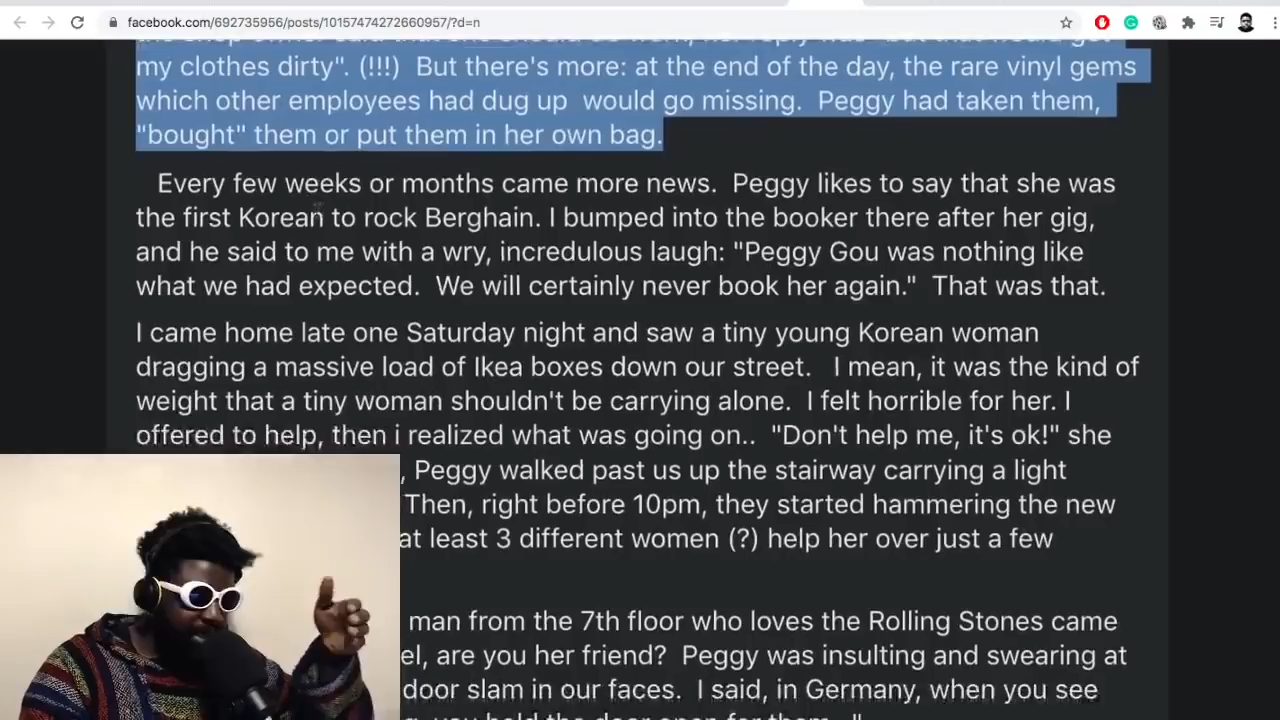 facebook.com/692735956/posts/10157474272660957/?d=n
my clothes dirty". (!!!) But there's more: at the end of the day, the rare vinyl gems
which other employees had dug up would go missing. Peggy had taken them,
"bought" them or put them in her own bag.
Every few weeks or months came more news. Peggy likes to say that she was
the first Korean to rock Berghain. I bumped into the booker there after her gig,
and he said to me with a wry, incredulous laugh: "Peggy Gou was nothing like
what we had expected. We will certainly never book her again." That was that.
I came home late one Saturday night and saw a tiny young Korean woman
dragging a massive load of Ikea boxes down our street. I mean, it was the kind of
weight that a tiny woman shouldn't be carrying alone. I felt horrible for her. I
offered to help, then i realized what was going on.. "Don't help me, it's ok!" she
, Peggy walked past us up the stairway carrying a light
Then, right before 10pm, they started hammering the new
at least 3 different women (?) help her over just a few
man from the 7th floor who loves the Rolling Stones came
el, are you her friend? Peggy was insulting and swearing at
door slam in our faces. I said, in Germany, when you see